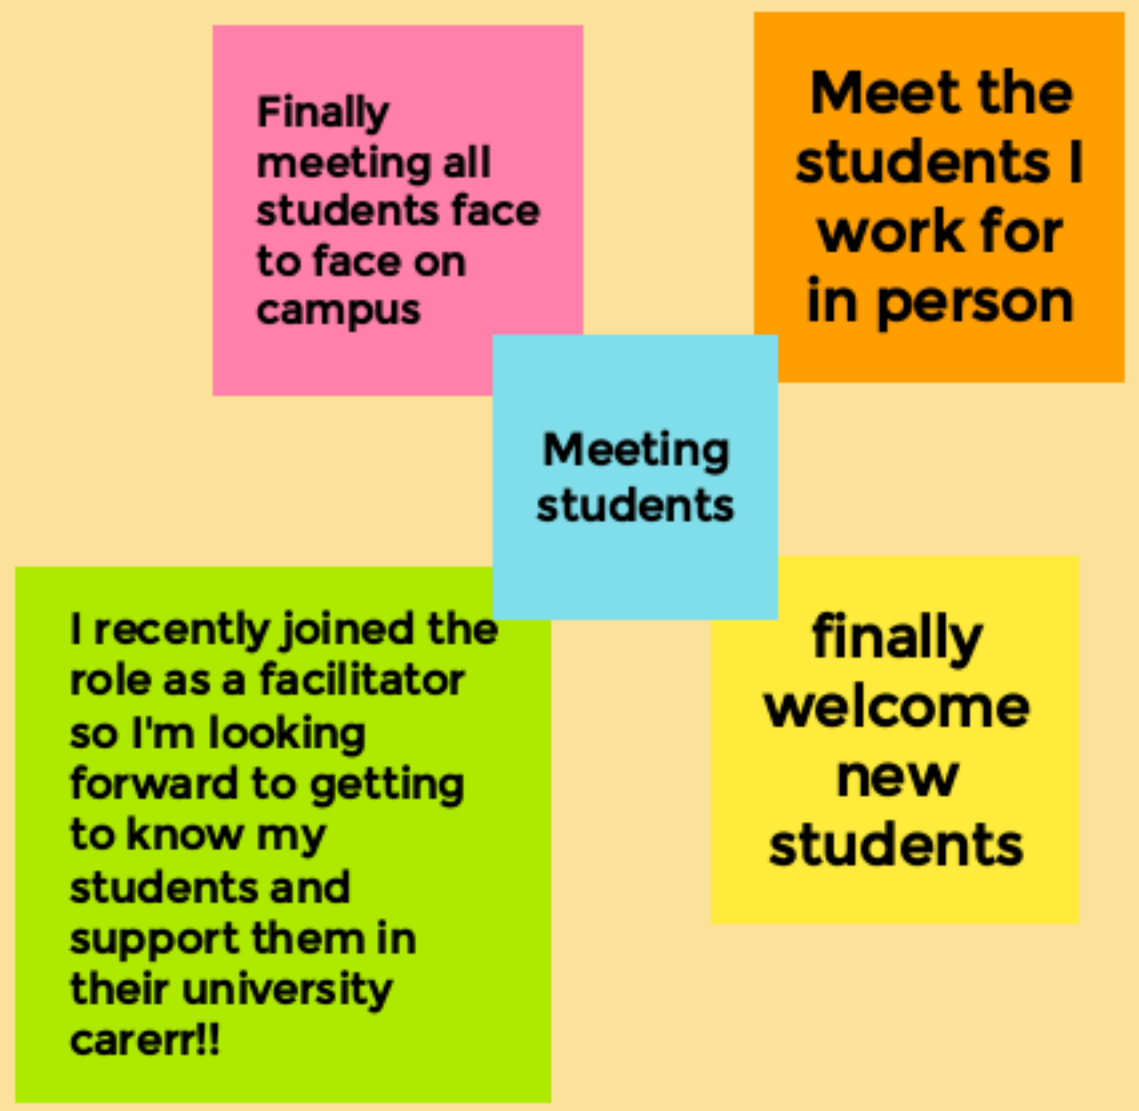 Finally
meeting all
students face
to face on
campus
Meet the
students I
work for
in person
Meeting
students
I recently joined the
role as a facilitator
so I'm looking
forward to getting
to know my
students and
support them in
their university
carerr!!
finally
welcome
new
students